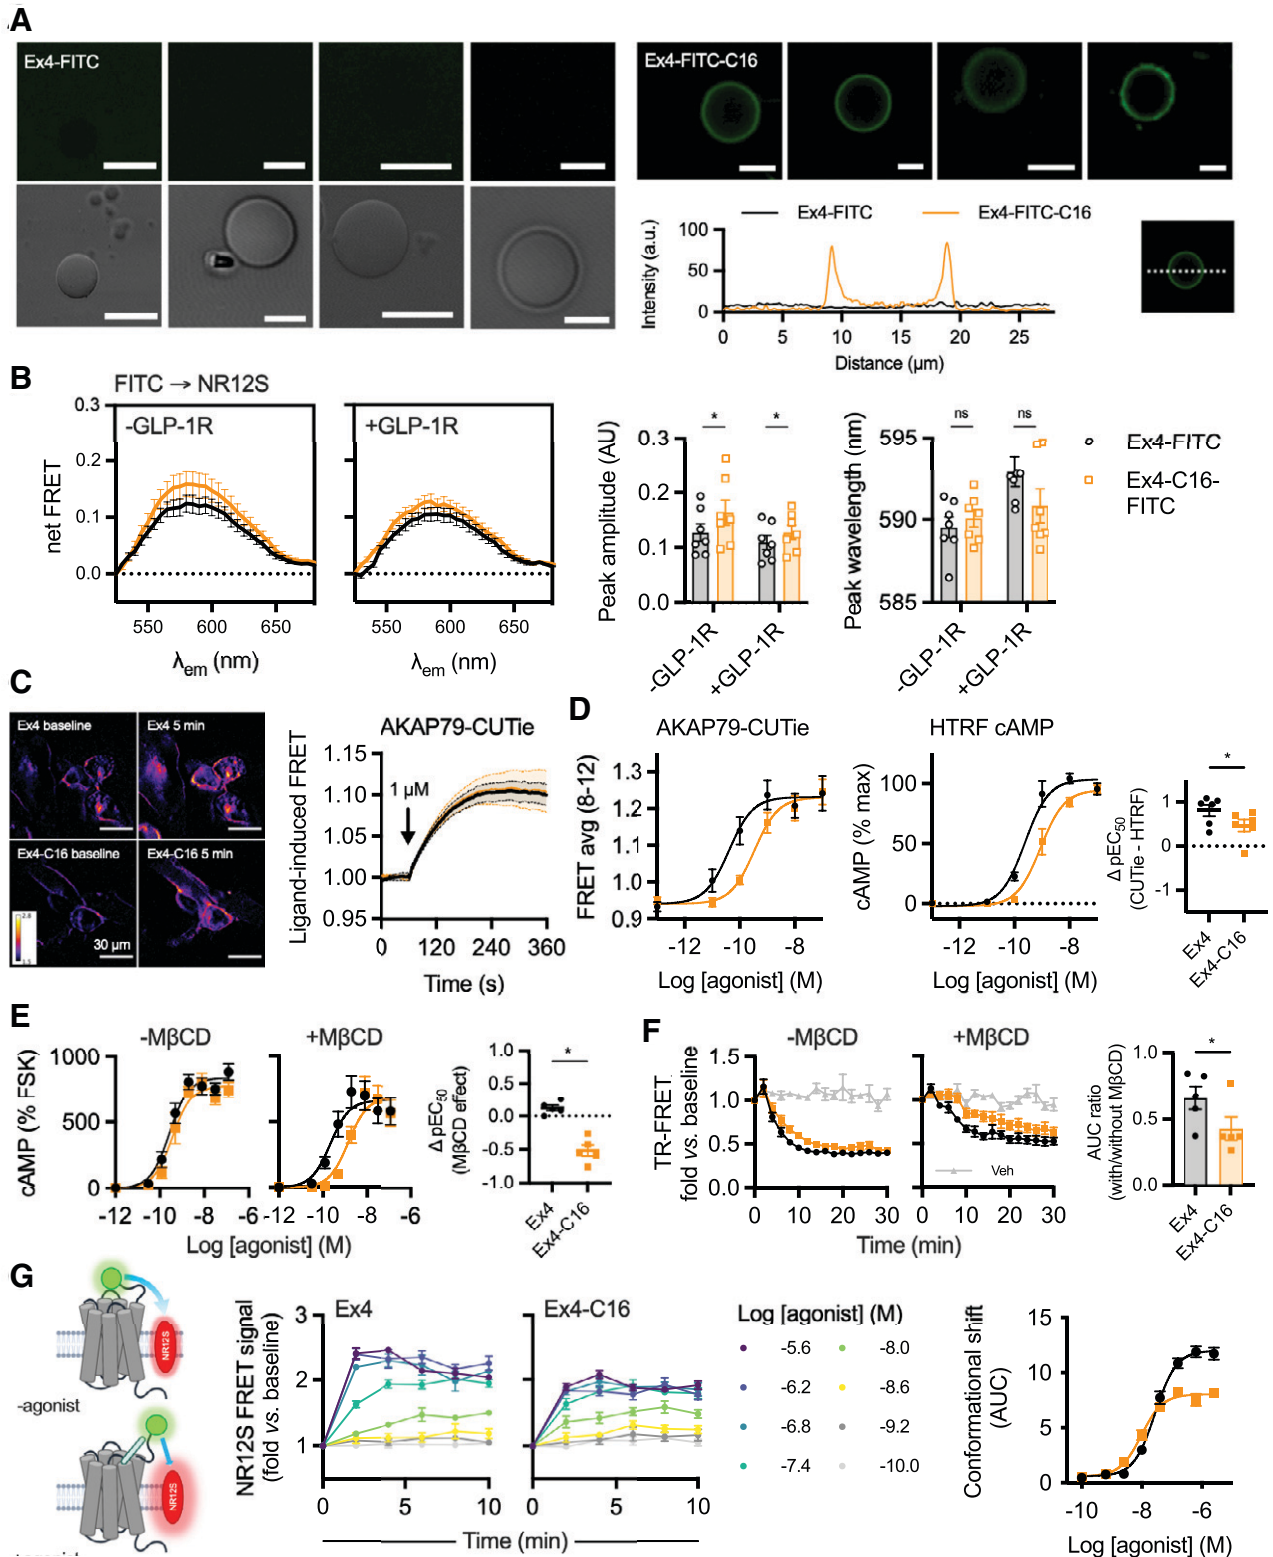 A
Ex4-FITC
Ex4-FITC-C16
Ex4-FITC
Ex4-FITC-C16
Intensity (a.u.)
100
50
0
0 5 10 15 20 25
Distance (µm)
B
FITC → NR12S
net FRET
0.3
0.2
0.1
0.0
-GLP-1R
+GLP-1R
550 600 650
550 600 650
λem (nm)
λem (nm)
Peak amplitude (AU)
0.3
0.2
0.1
0.0
* *
-GLP-1R
+GLP-1R
Peak wavelength (nm)
595
590
585
ns ns
-GLP-1R
+GLP-1R
Ex4-FITC
Ex4-C16-
FITC
C
Ex4 baseline
Ex4 5 min
Ex4-C16 baseline
Ex4-C16 5 min
2.8
1.5
30 µm
AKAP79-CUTie
Ligand-induced FRET
1.15
1.10
1.05
1.00
0.95
1 µM
0 120 240 360
Time (s)
D
AKAP79-CUTie
FRET avg (8-12)
1.3
1.2
1.1
1.0
0.9
-12 -10 -8
Log [agonist] (M)
HTRF cAMP
cAMP (% max)
100
50
0
-12 -10 -8
Log [agonist] (M)
Δ pEC50
(CUTie - HTRF)
1
0
-1
*
Ex4
Ex4-C16
E
-MβCD
+MβCD
cAMP (% FSK)
1000
500
0
-12 -10 -8 -6
-12 -10 -8 -6
Log [agonist] (M)
Δ pEC50
(MβCD effect)
1.0
0.5
0.0
-0.5
-1.0
*
Ex4
Ex4-C16
F
-MβCD
+MβCD
TR-FRET
fold vs. baseline
1.5
1.0
0.5
0.0
Veh
0 10 20 30
0 10 20 30
Time (min)
AUC ratio
(with/without MβCD)
1.0
0.5
0.0
*
Ex4
Ex4-C16
G
NR12S
-agonist
NR12S
NR12S FRET signal
(fold vs. baseline)
3
2
1
Ex4
Ex4-C16
0 5 10
0 5 10
Time (min)
Log [agonist] (M)
-5.6 -8.0
-6.2 -8.6
-6.8 -9.2
-7.4 -10.0
Conformational shift
(AUC)
15
10
5
0
-10 -8 -6
Log [agonist] (M)